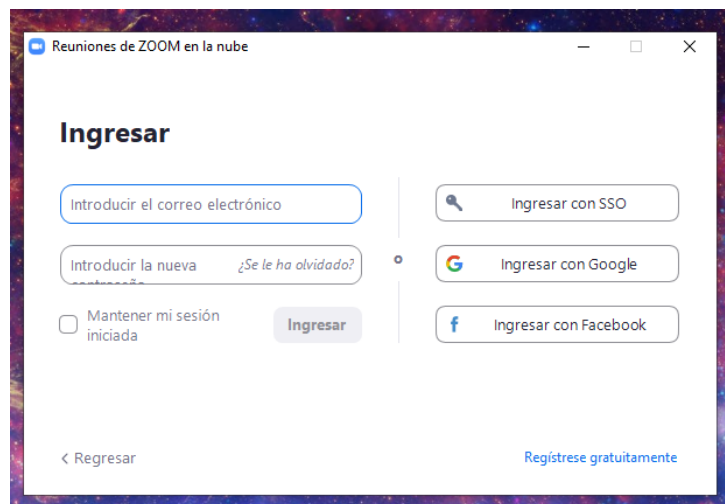 Reuniones de ZOOM en la nube
Ingresar
Introducir el correo electrónico
Introducir la nueva
¿Se le ha olvidado?
Mantener mi sesión
iniciada
Ingresar
o
Ingresar con SSO
Ingresar con Google
Ingresar con Facebook
< Regresar
Regístrese gratuitamente